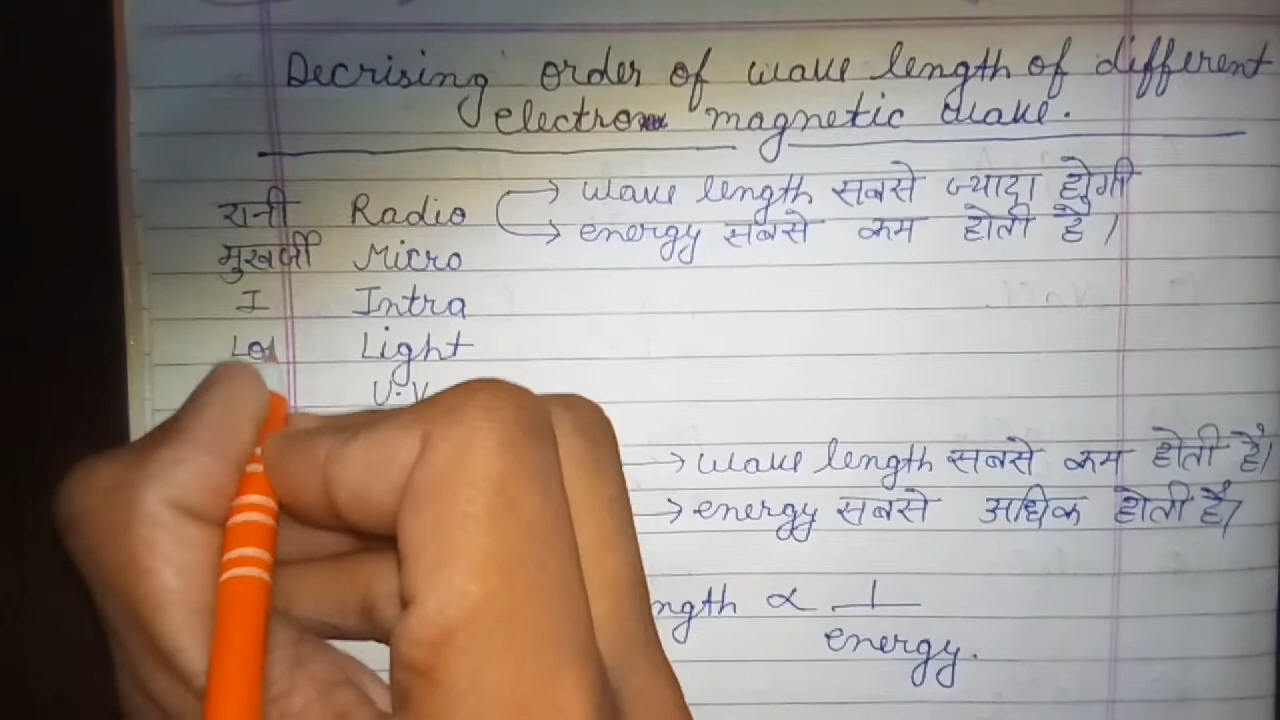 Decrising order of wave length of different
electro magnetic wave.
रानी Radio → wave length सबसे ज्यादा होगी
→ energy सबसे कम होती है।
मुखर्जी Micro
I Intra
Light
U.V
→ wave length सबसे कम होती है।
→ energy सबसे अधिक होती है।
ngth ∝ 1
energy.